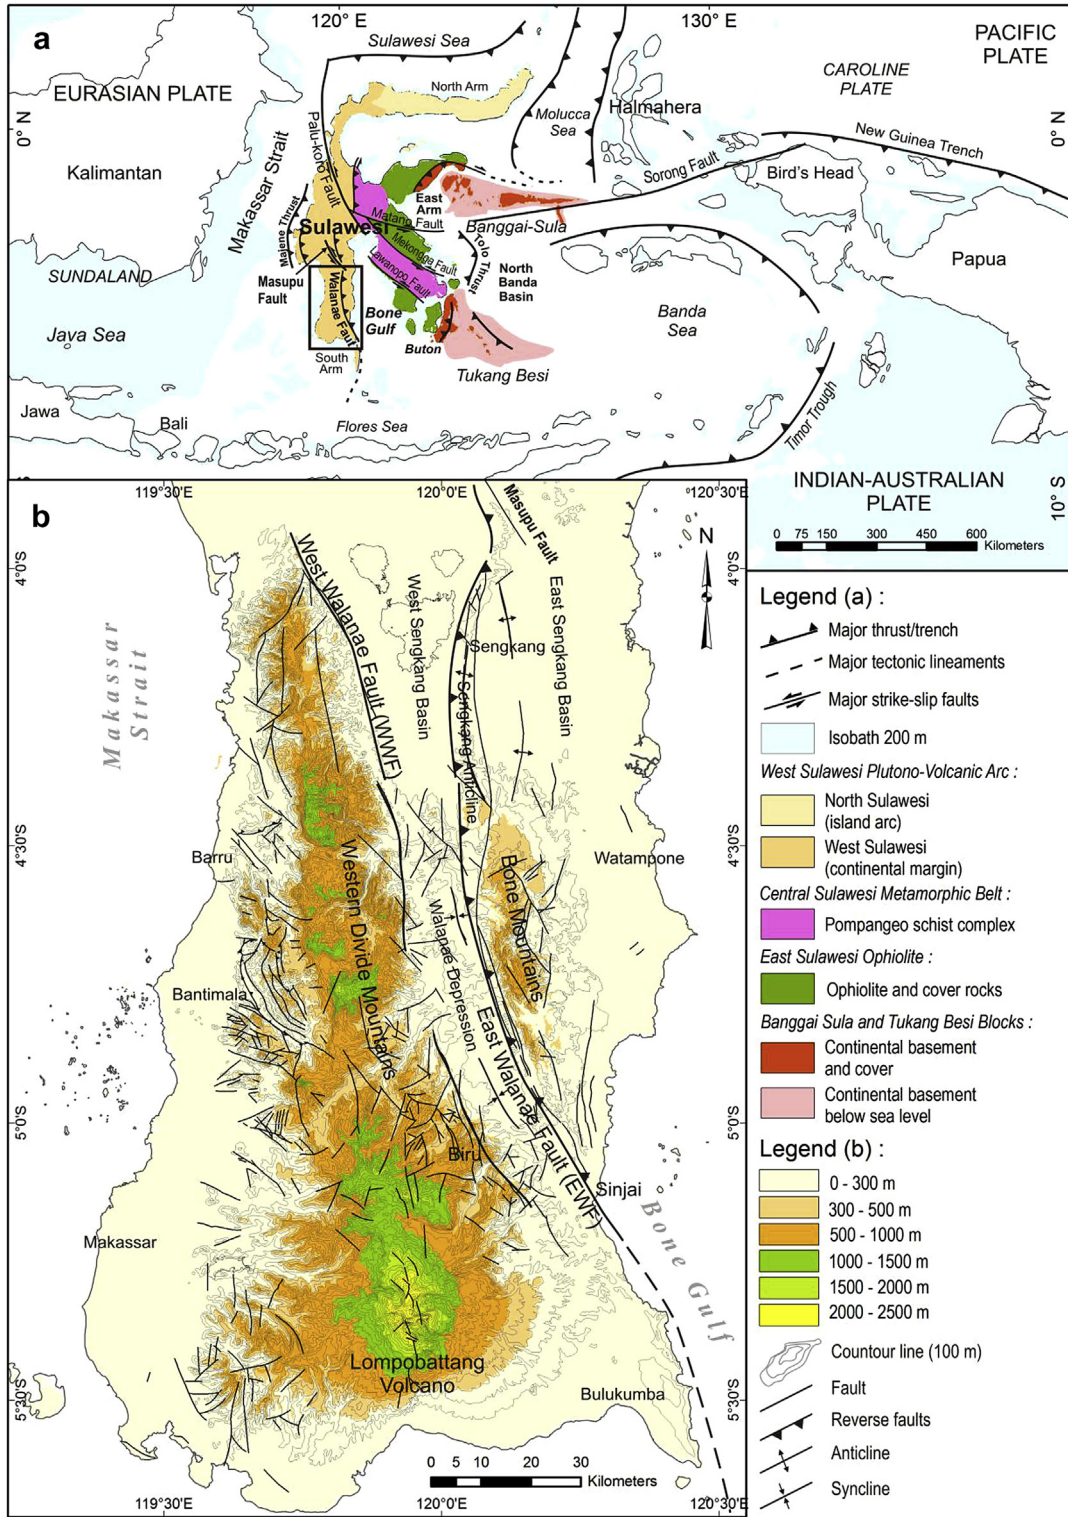 a
120° E
130° E
PACIFIC
PLATE
Sulawesi Sea
EURASIAN PLATE
North Arm
CAROLINE
PLATE
Halmahera
Molucca
Sea
0° N
0° N
Makassar Strait
Palu-koro Fault
New Guinea Trench
Kalimantan
Sorong Fault
Bird's Head
East
Arm
Matano Fault
Banggai-Sula
Majene Thrust
Sulawesi
Mekongga Fault
Tolo Thrust
Papua
SUNDALAND
Masupu
Fault
Lawanopo Fault
North
Banda
Basin
Walanae Fault
Bone
Gulf
Banda
Sea
Java Sea
Buton
South
Arm
Tukang Besi
Jawa
Bali
Flores Sea
Timor Trough
INDIAN-AUSTRALIAN
PLATE
10° S
0 75 150 300 450 600
Kilometers
b
119°30'E
120°0'E
120°30'E
Masupu Fault
N
4°0'S
4°0'S
West Walanae Fault (WWF)
West Sengkang Basin
East Sengkang Basin
Sengkang
Makassar
Strait
Sengkang Anticline
4°30'S
4°30'S
Barru
Watampone
Western Divide Mountains
Bone Mountains
Walanae Depression
Bantimala
East Walanae Fault (EWF)
5°0'S
5°0'S
Biru
Sinjai
Bone Gulf
Makassar
Lompobattang
Volcano
Bulukumba
5°30'S
5°30'S
0 5 10 20 30
Kilometers
119°30'E
120°0'E
120°30'E
Legend (a) :
Major thrust/trench
Major tectonic lineaments
Major strike-slip faults
Isobath 200 m
West Sulawesi Plutono-Volcanic Arc :
North Sulawesi
(island arc)
West Sulawesi
(continental margin)
Central Sulawesi Metamorphic Belt :
Pompangeo schist complex
East Sulawesi Ophiolite :
Ophiolite and cover rocks
Banggai Sula and Tukang Besi Blocks :
Continental basement
and cover
Continental basement
below sea level
Legend (b) :
0 - 300 m
300 - 500 m
500 - 1000 m
1000 - 1500 m
1500 - 2000 m
2000 - 2500 m
Countour line (100 m)
Fault
Reverse faults
Anticline
Syncline